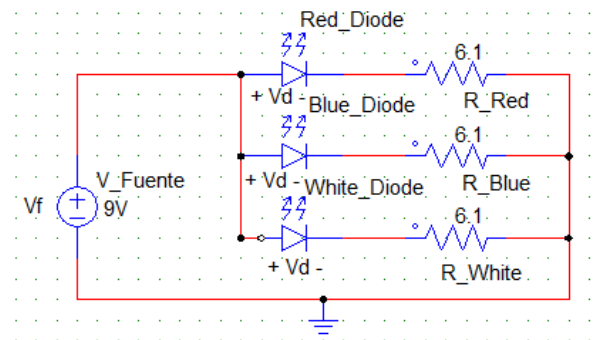 Red_Diode
6.1
+ Vd -
R_Red
Blue_Diode
6.1
+ Vd -
R_Blue
White_Diode
6.1
+ Vd -
R_White
V_Fuente
Vf
+
9V